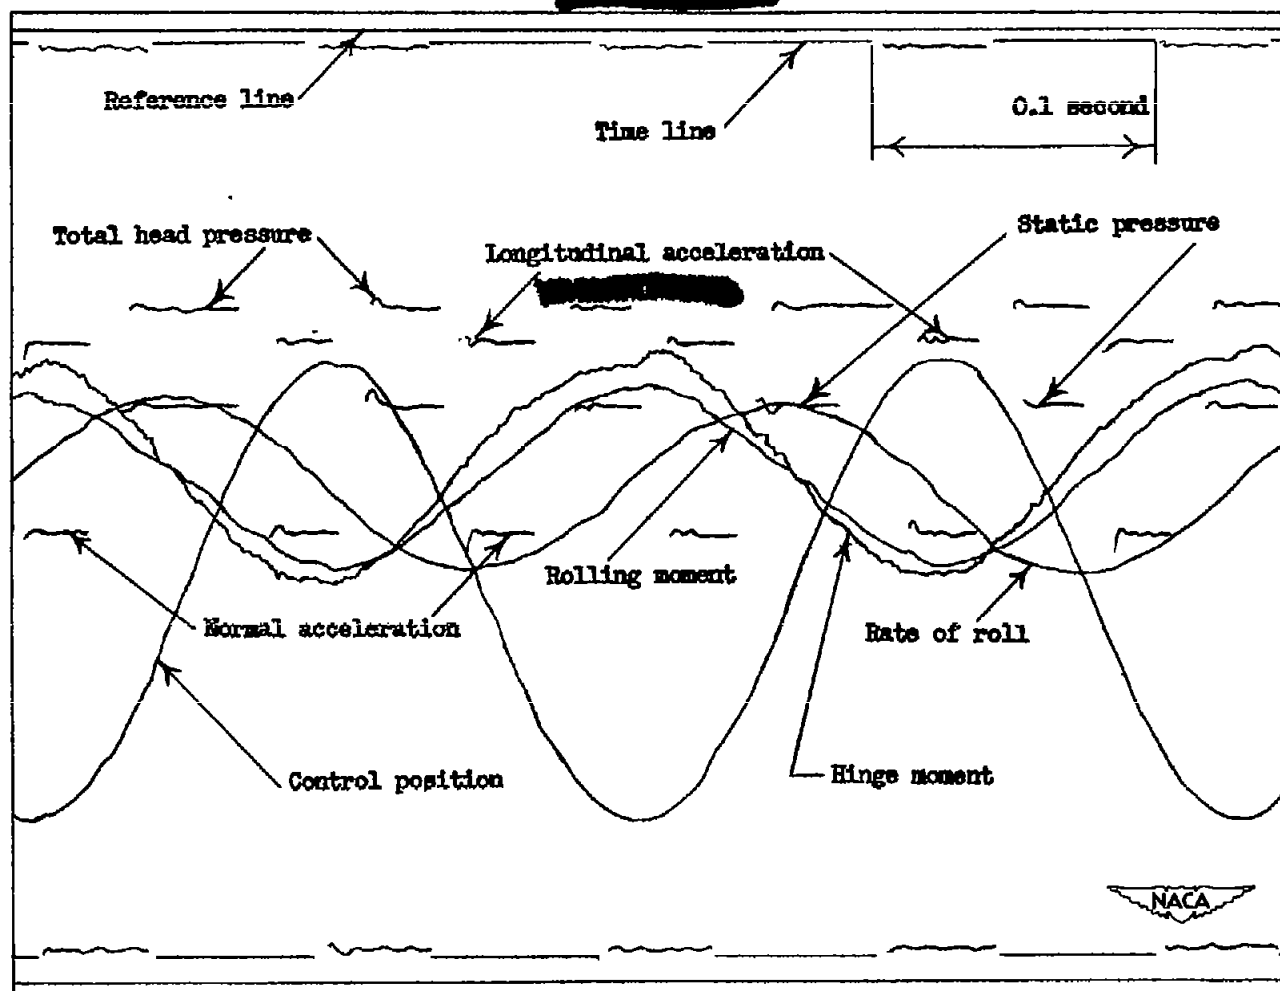 Reference line
Time line
0.1 second
Total head pressure
Longitudinal acceleration
Static pressure
Rolling moment
Normal acceleration
Rate of roll
Control position
Hinge moment
NACA